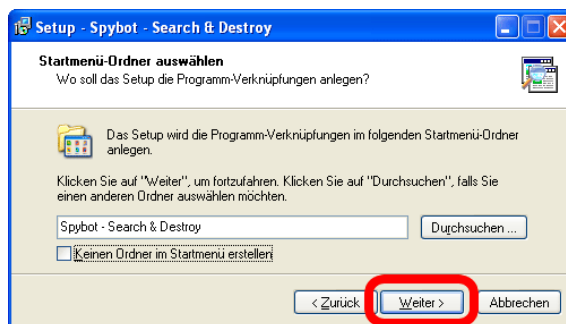 Setup - Spybot - Search & Destroy
Startmenü-Ordner auswählen
Wo soll das Setup die Programm-Verknüpfungen anlegen?
Das Setup wird die Programm-Verknüpfungen im folgenden Startmenü-Ordner
anlegen.
Klicken Sie auf "Weiter", um fortzufahren. Klicken Sie auf "Durchsuchen", falls Sie
einen anderen Ordner auswählen möchten.
Spybot - Search & Destroy
Durchsuchen ...
Keinen Ordner im Startmenü erstellen
< Zurück
Weiter >
Abbrechen